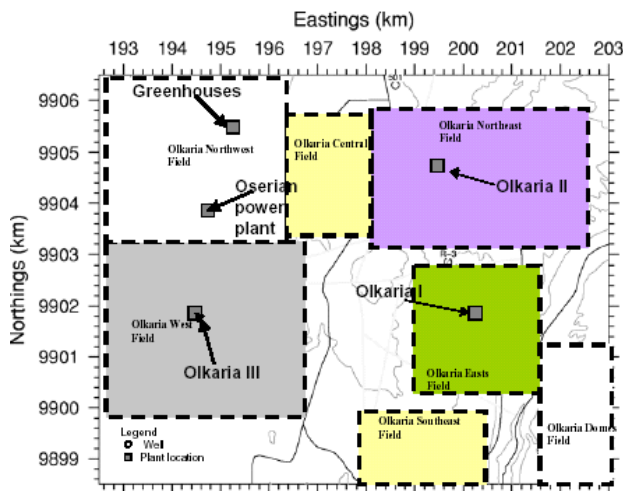 Eastings (km)
193 194 195 196 197 198 199 200 201 202 203
Northings (km)
9906
9905
9904
9903
9902
9901
9900
9899
Greenhouses
Olkaria Northwest
Field
Oserian
power
plant
Olkaria Central
Field
Olkaria Northeast
Field
Olkaria II
Olkaria I
Olkaria West
Field
Olkaria III
Olkaria Easts
Field
Olkaria Southeast
Field
Olkaria Domes
Field
Legend
Well
Plant location